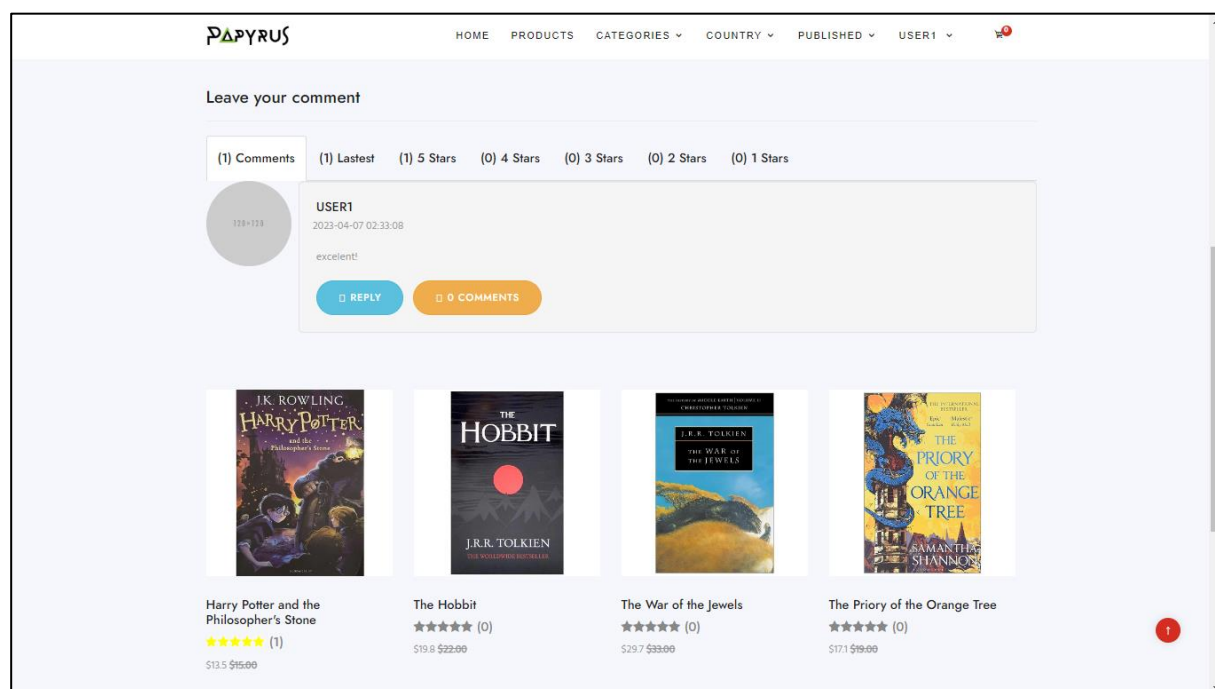 PAPYRUS
HOME PRODUCTS CATEGORIES COUNTRY PUBLISHED USER1 0
Leave your comment
(1) Comments (1) Lastest (1) 5 Stars (0) 4 Stars (0) 3 Stars (0) 2 Stars (0) 1 Stars
128×128
USER1
2023-04-07 02:33:08
excelent!
REPLY 0 COMMENTS
J.K. ROWLING
HARRY POTTER
and the
Philosopher's Stone
THE
HOBBIT
J.R.R. TOLKIEN
THE WORLDWIDE BESTSELLER
CHRISTOPHER TOLKIEN
J.R.R. TOLKIEN
THE WAR OF
THE JEWELS
THE INTERNATIONAL
BESTSELLER
THE
PRIORY
OF THE
ORANGE
TREE
SAMANTHA
SHANNON
Harry Potter and the
Philosopher's Stone
(1)
$13.5 $15.00
The Hobbit
(0)
$19.8 $22.00
The War of the Jewels
(0)
$29.7 $33.00
The Priory of the Orange Tree
(0)
$17.1 $19.00